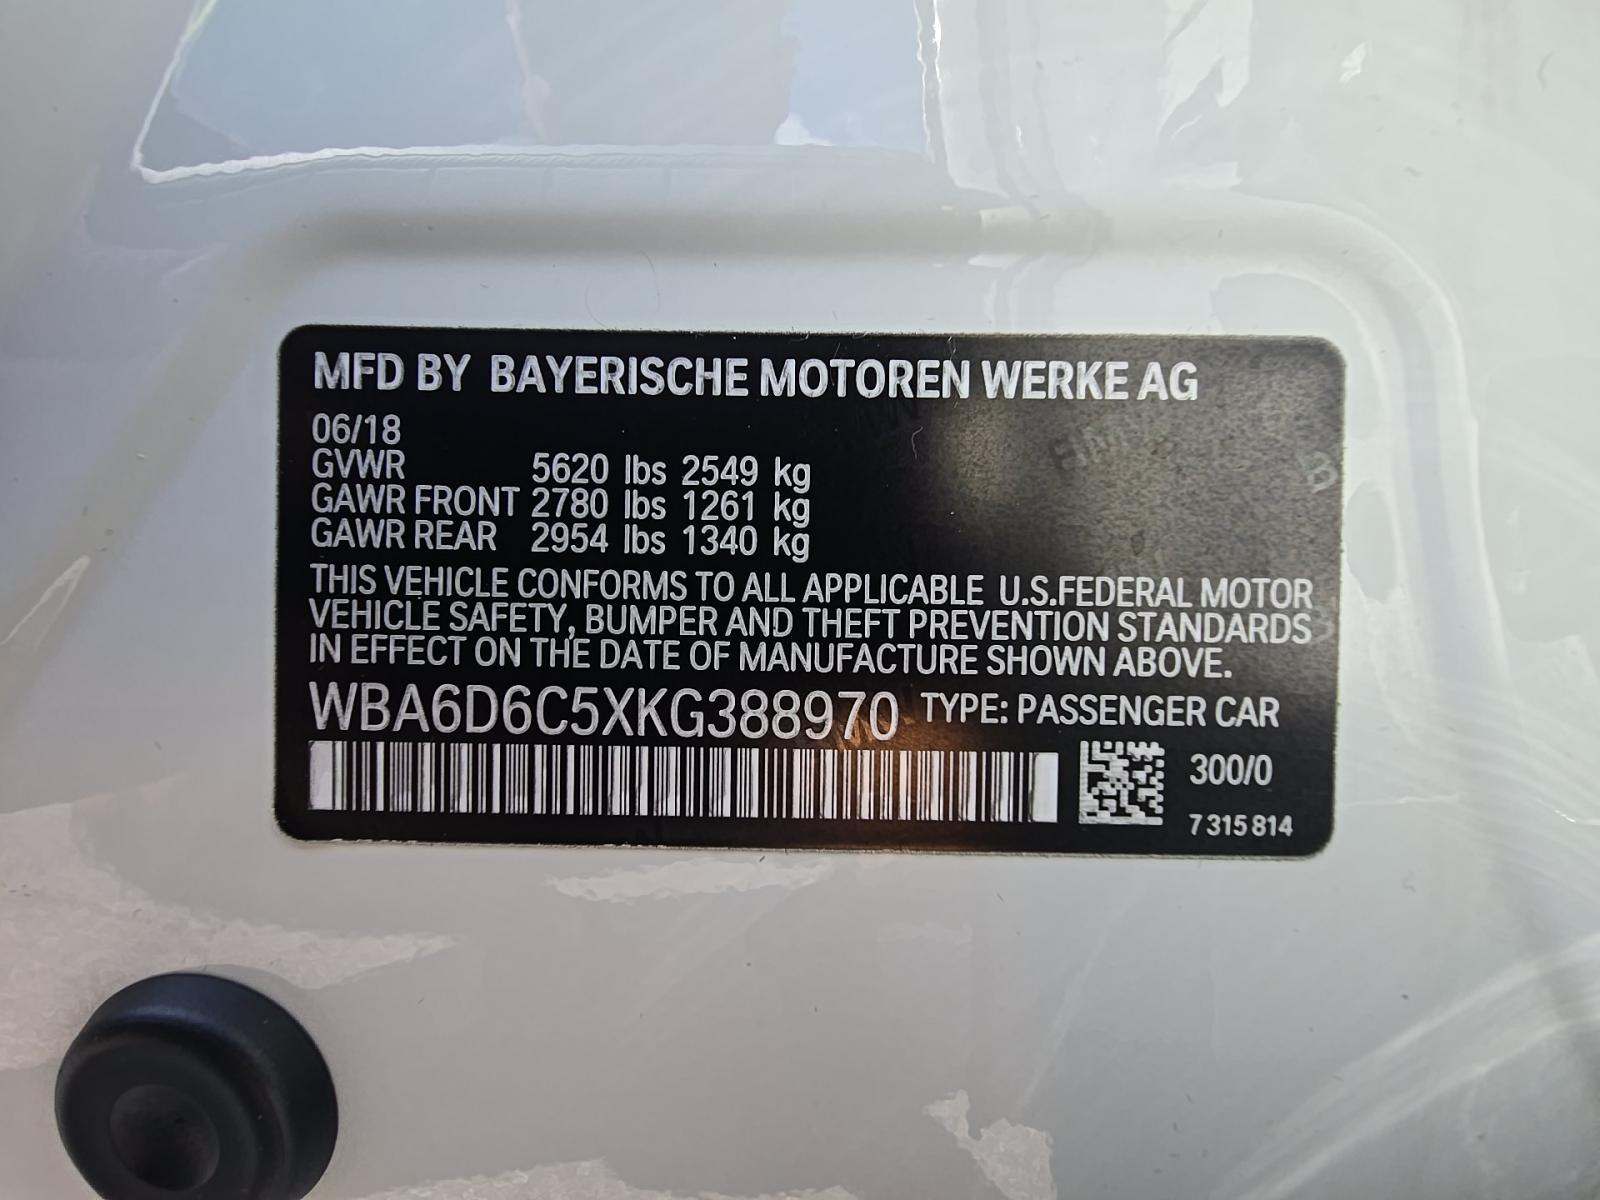 MFD BY BAYERISCHE MOTOREN WERKE AG
06/18
GVWR 5620 lbs 2549 kg
GAWR FRONT 2780 lbs 1261 kg
GAWR REAR 2954 lbs 1340 kg
THIS VEHICLE CONFORMS TO ALL APPLICABLE U.S.FEDERAL MOTOR
VEHICLE SAFETY, BUMPER AND THEFT PREVENTION STANDARDS
IN EFFECT ON THE DATE OF MANUFACTURE SHOWN ABOVE.
WBA6D6C5XKG388970 TYPE: PASSENGER CAR
300/0
7 315 814